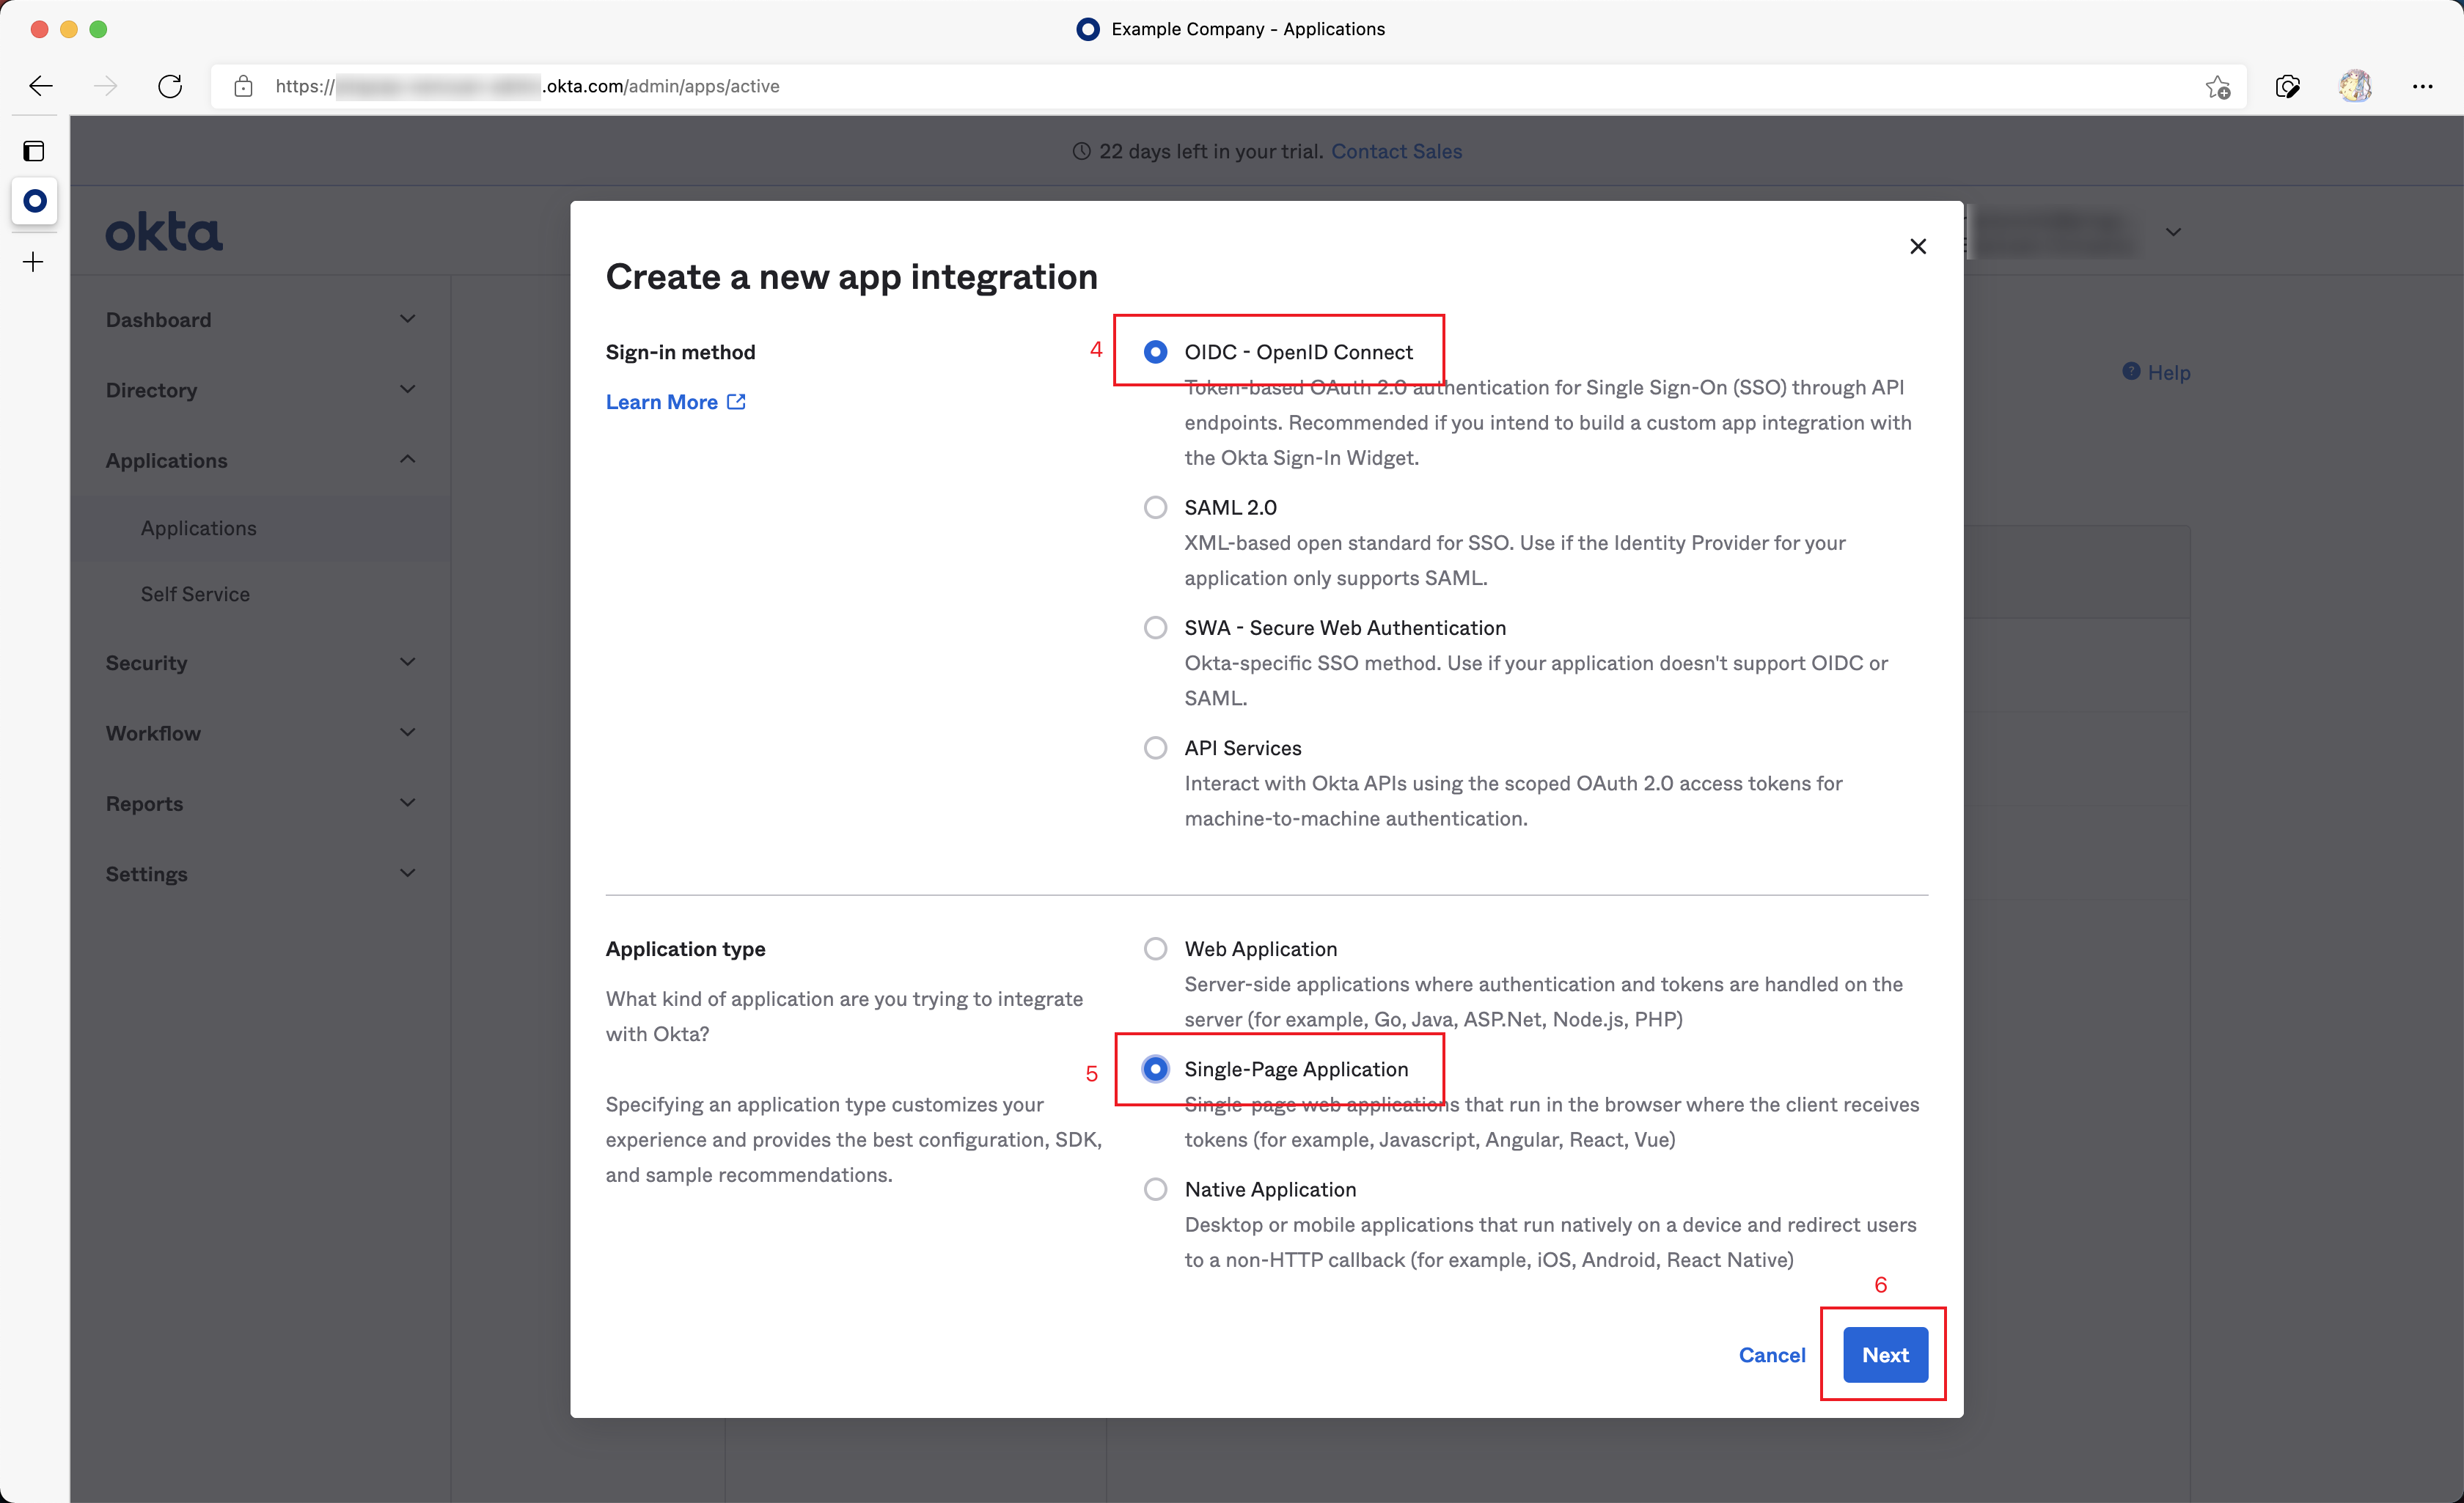 Example Company - Applications
https:// .okta.com/admin/apps/active
22 days left in your trial. Contact Sales
okta
Create a new app integration
Dashboard
4
OIDC - OpenID Connect
Sign-in method
Token-based OAuth 2.0 authentication for Single Sign-On (SSO) through API
endpoints. Recommended if you intend to build a custom app integration with
the Okta Sign-In Widget.
Learn More
Help
Directory
Applications
SAML 2.0
XML-based open standard for SSO. Use if the Identity Provider for your
application only supports SAML.
Applications
Self Service
SWA - Secure Web Authentication
Okta-specific SSO method. Use if your application doesn't support OIDC or
SAML.
Security
Workflow
API Services
Interact with Okta APIs using the scoped OAuth 2.0 access tokens for
machine-to-machine authentication.
Reports
Settings
Application type
What kind of application are you trying to integrate
with Okta?
Specifying an application type customizes your
experience and provides the best configuration, SDK,
and sample recommendations.
Web Application
Server-side applications where authentication and tokens are handled on the
server (for example, Go, Java, ASP.Net, Node.js, PHP)
5
Single-Page Application
Single-page web applications that run in the browser where the client receives
tokens (for example, Javascript, Angular, React, Vue)
Native Application
Desktop or mobile applications that run natively on a device and redirect users
to a non-HTTP callback (for example, iOS, Android, React Native)
6
Cancel
Next